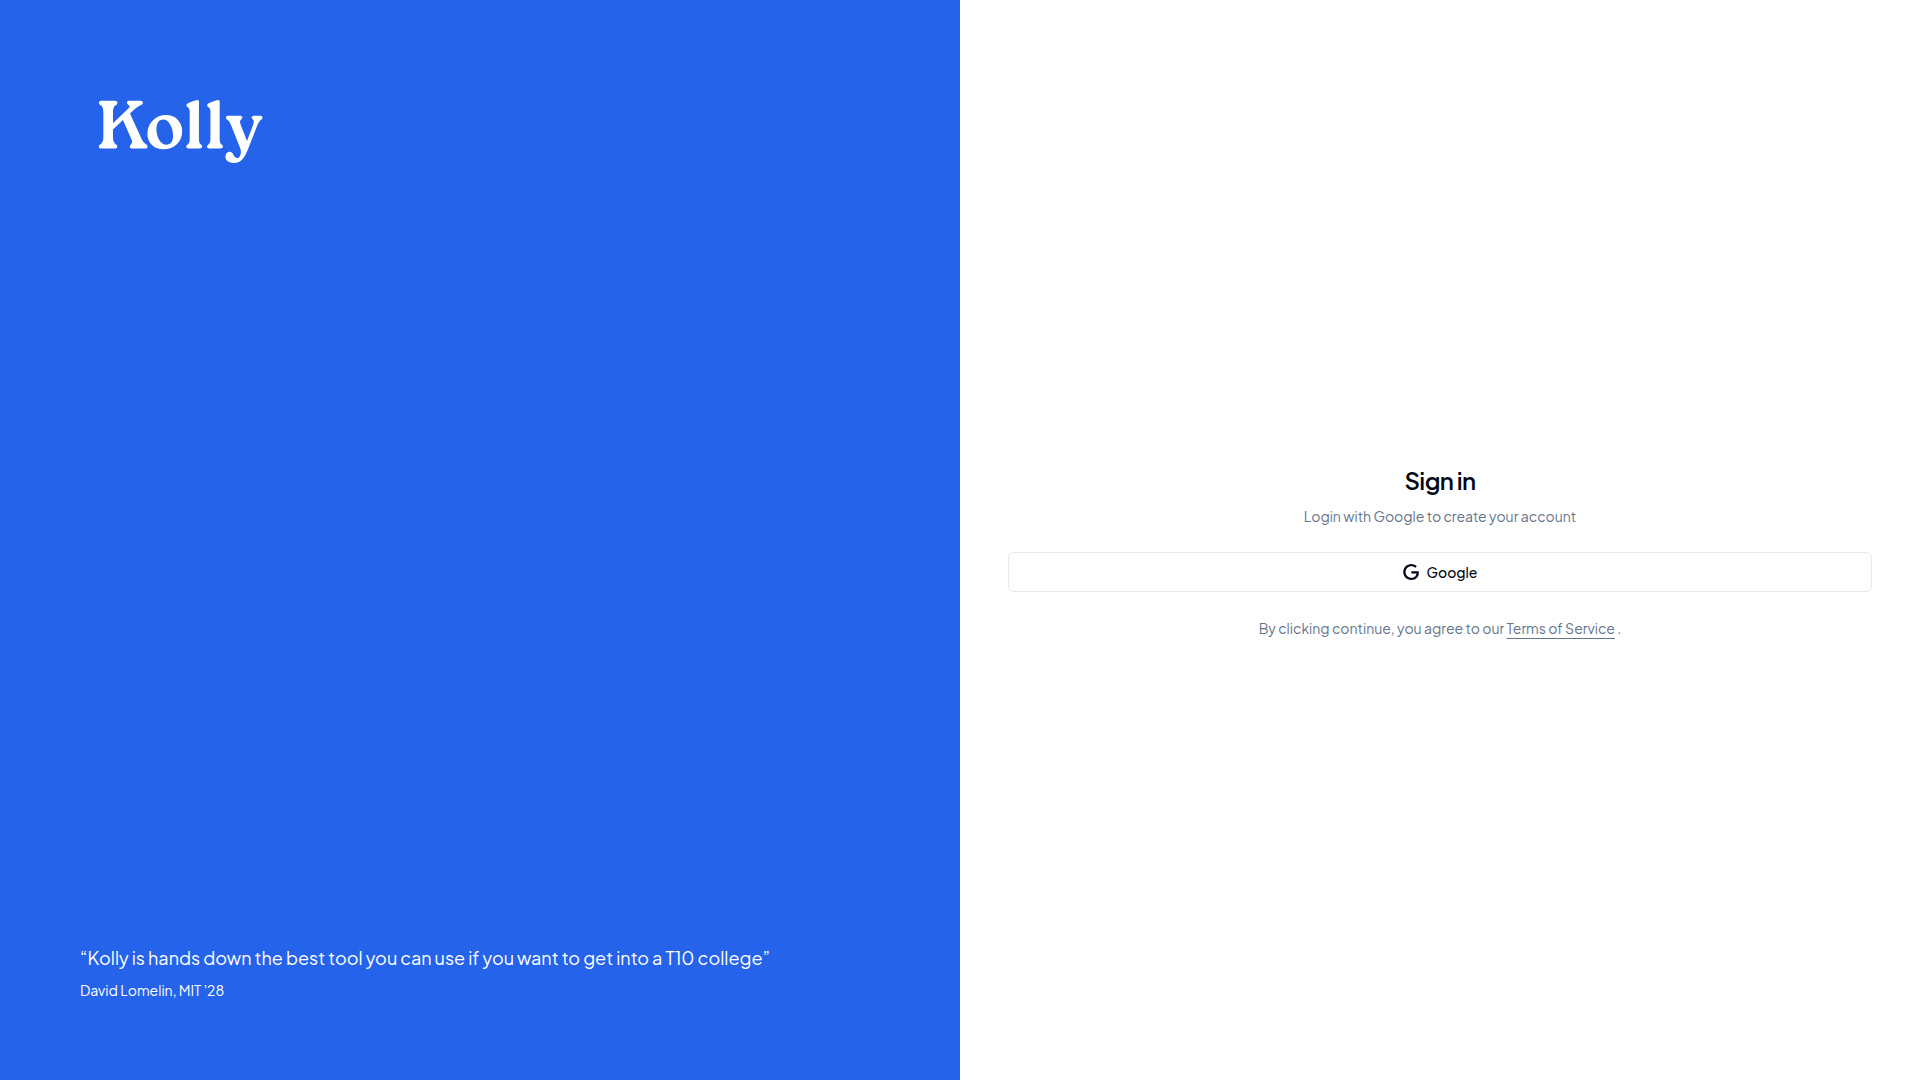 Kolly
Sign in
Login with Google to create your account
Google
By clicking continue, you agree to our Terms of Service .
“Kolly is hands down the best tool you can use if you want to get into a T10 college”
David Lomelin, MIT '28